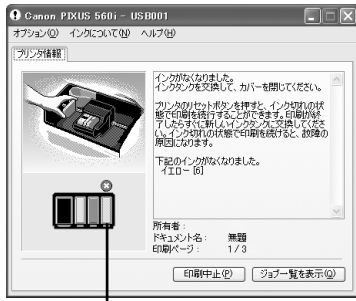 Canon PIXUS 560i - USB001
オプション(O) インクについて(N) ヘルプ(H)
プリンタ情報
インクがなくなりました。
インクタンクを交換して、カバーを閉じてください。
プリンタのリセットボタンを押すと、インク切れの状
態で印刷を続行することができます。印刷が終
了したらすぐに新しいインクタンクに交換してくださ
い。インク切れの状態で印刷を続けると、故障の
原因になります。
下記のインクがなくなりました。
イエロー [6]
所有者 :
ドキュメント名 : 無題
印刷ページ : 1 / 3
印刷中止(P) ジョブ一覧を表示(Q)